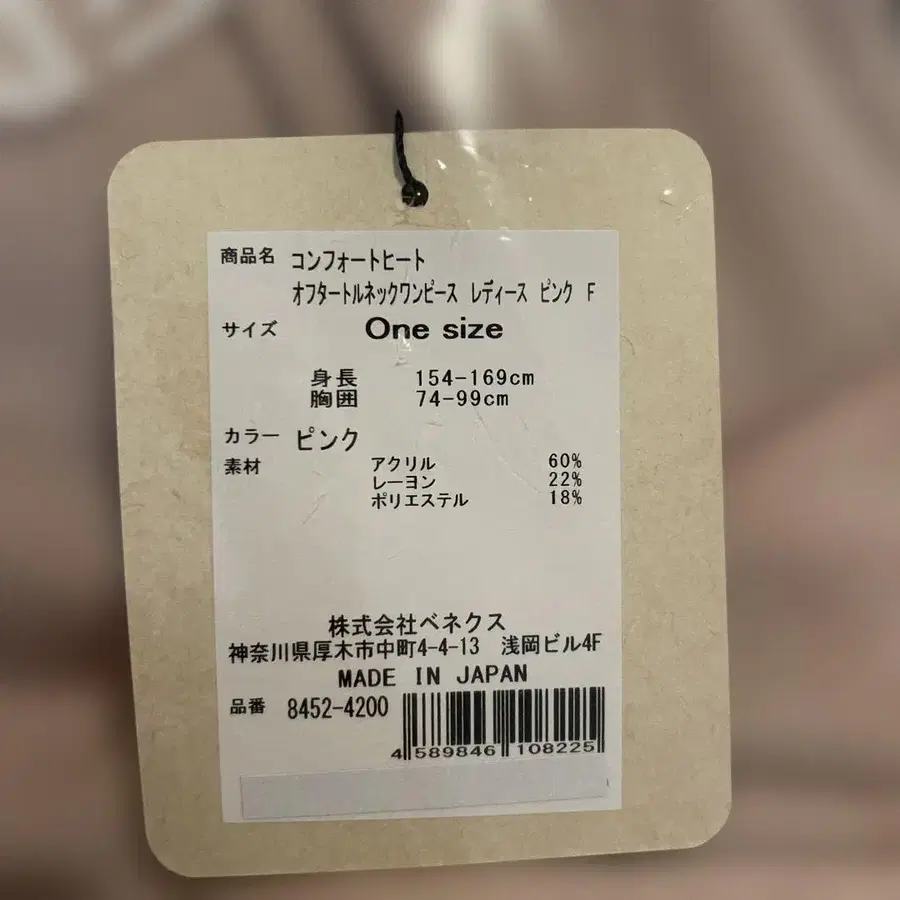 商品名 コンフォートヒート
オフタートルネックワンピース レディース ピンク F
サイズ One size
身長 154-169cm
胸囲 74-99cm
カラー ピンク
素材 アクリル 60%
レーヨン 22%
ポリエステル 18%
株式会社ベネクス
神奈川県厚木市中町4-4-13 浅岡ビル4F
MADE IN JAPAN
品番 8452-4200
4 589846 108225